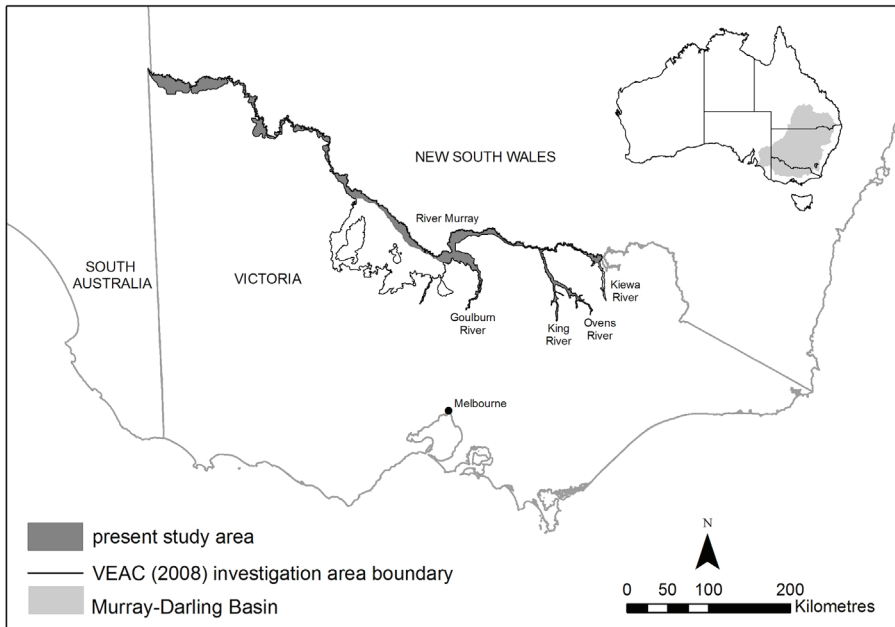 NEW SOUTH WALES
River Murray
SOUTH
AUSTRALIA
VICTORIA
Goulburn
River
King
River
Ovens
River
Kiewa
River
Melbourne
present study area
VEAC (2008) investigation area boundary
Murray-Darling Basin
N
0 50 100 200
Kilometres